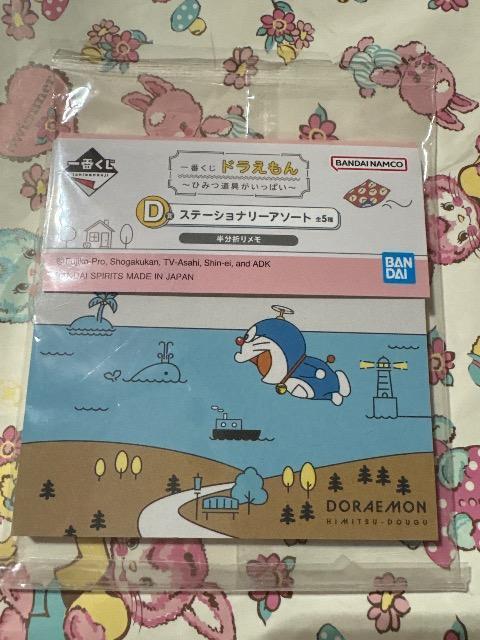 一番くじ
ichibankuji
一番くじ ドラえもん
～ひみつ道具がいっぱい～
BANDAI NAMCO
D賞 ステーショナリーアソート 全5種
半分折りメモ
©Fujiko-Pro, Shogakukan, TV-Asahi, Shin-ei, and ADK
BANDAI SPIRITS MADE IN JAPAN
BAN
DAI
DORAEMON
HIMITSU-DOUGU